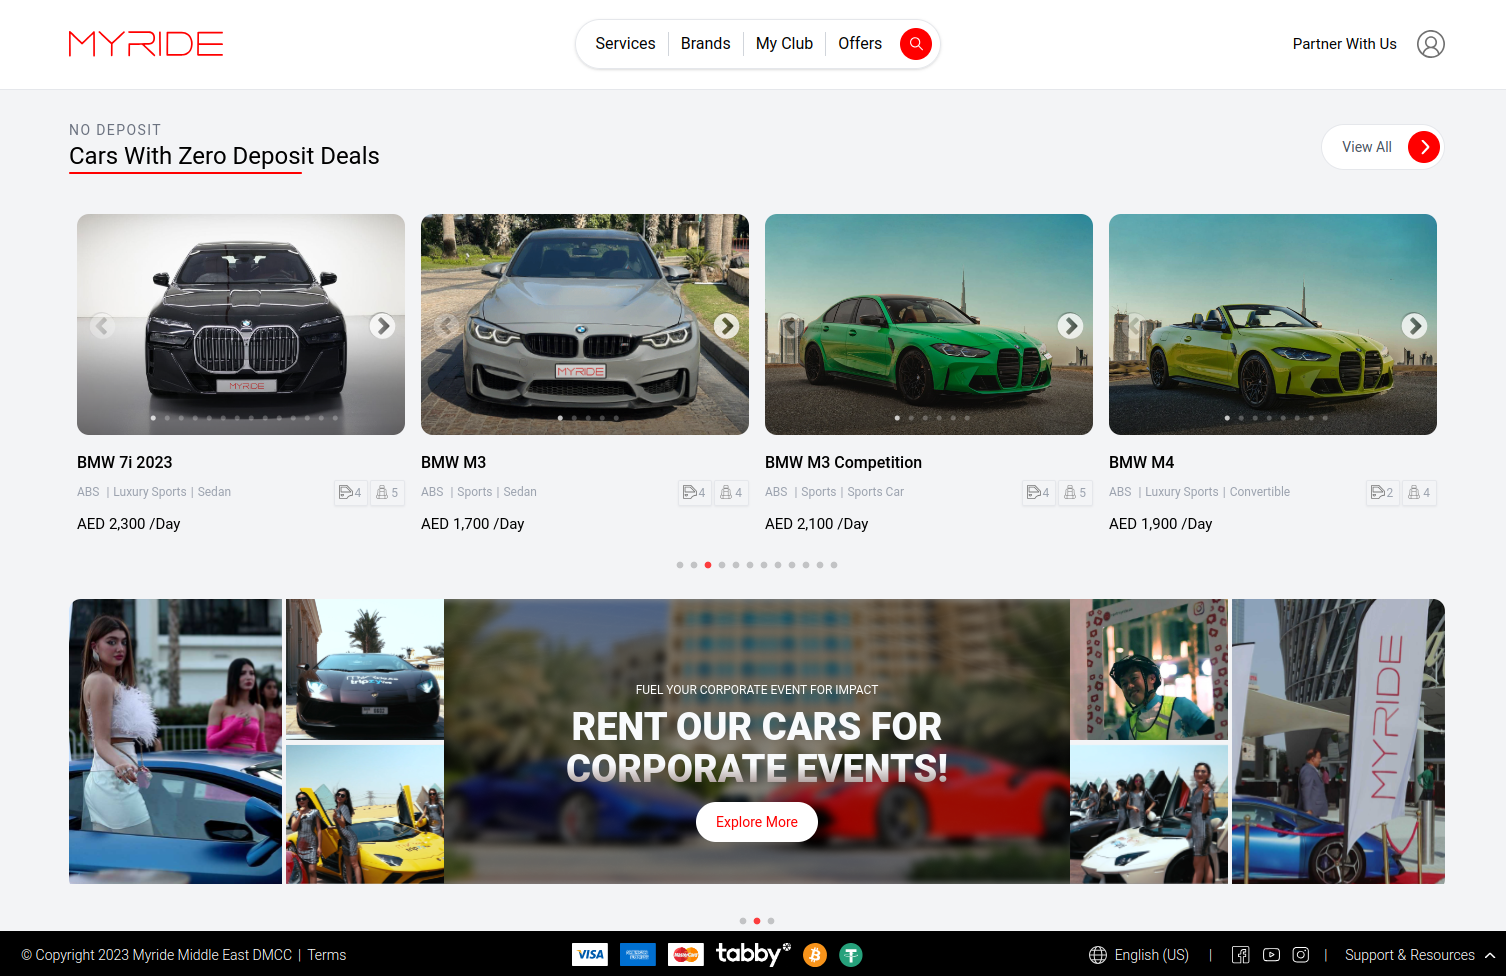 MYRIDE
Services
Brands
My Club
Offers
Partner With Us
NO DEPOSIT
Cars With Zero Deposit Deals
View All
MYRIDE
MYRIDE
BMW 7i 2023
ABS | Luxury Sports | Sedan
4
5
AED 2,300 /Day
BMW M3
ABS | Sports | Sedan
4
4
AED 1,700 /Day
BMW M3 Competition
ABS | Sports | Sports Car
4
5
AED 2,100 /Day
BMW M4
ABS | Luxury Sports | Convertible
2
4
AED 1,900 /Day
FUEL YOUR CORPORATE EVENT FOR IMPACT
RENT OUR CARS FOR
CORPORATE EVENTS!
Explore More
MYRIDE
© Copyright 2023 Myride Middle East DMCC | Terms
VISA
MasterCard
tabby
English (US)
Support & Resources